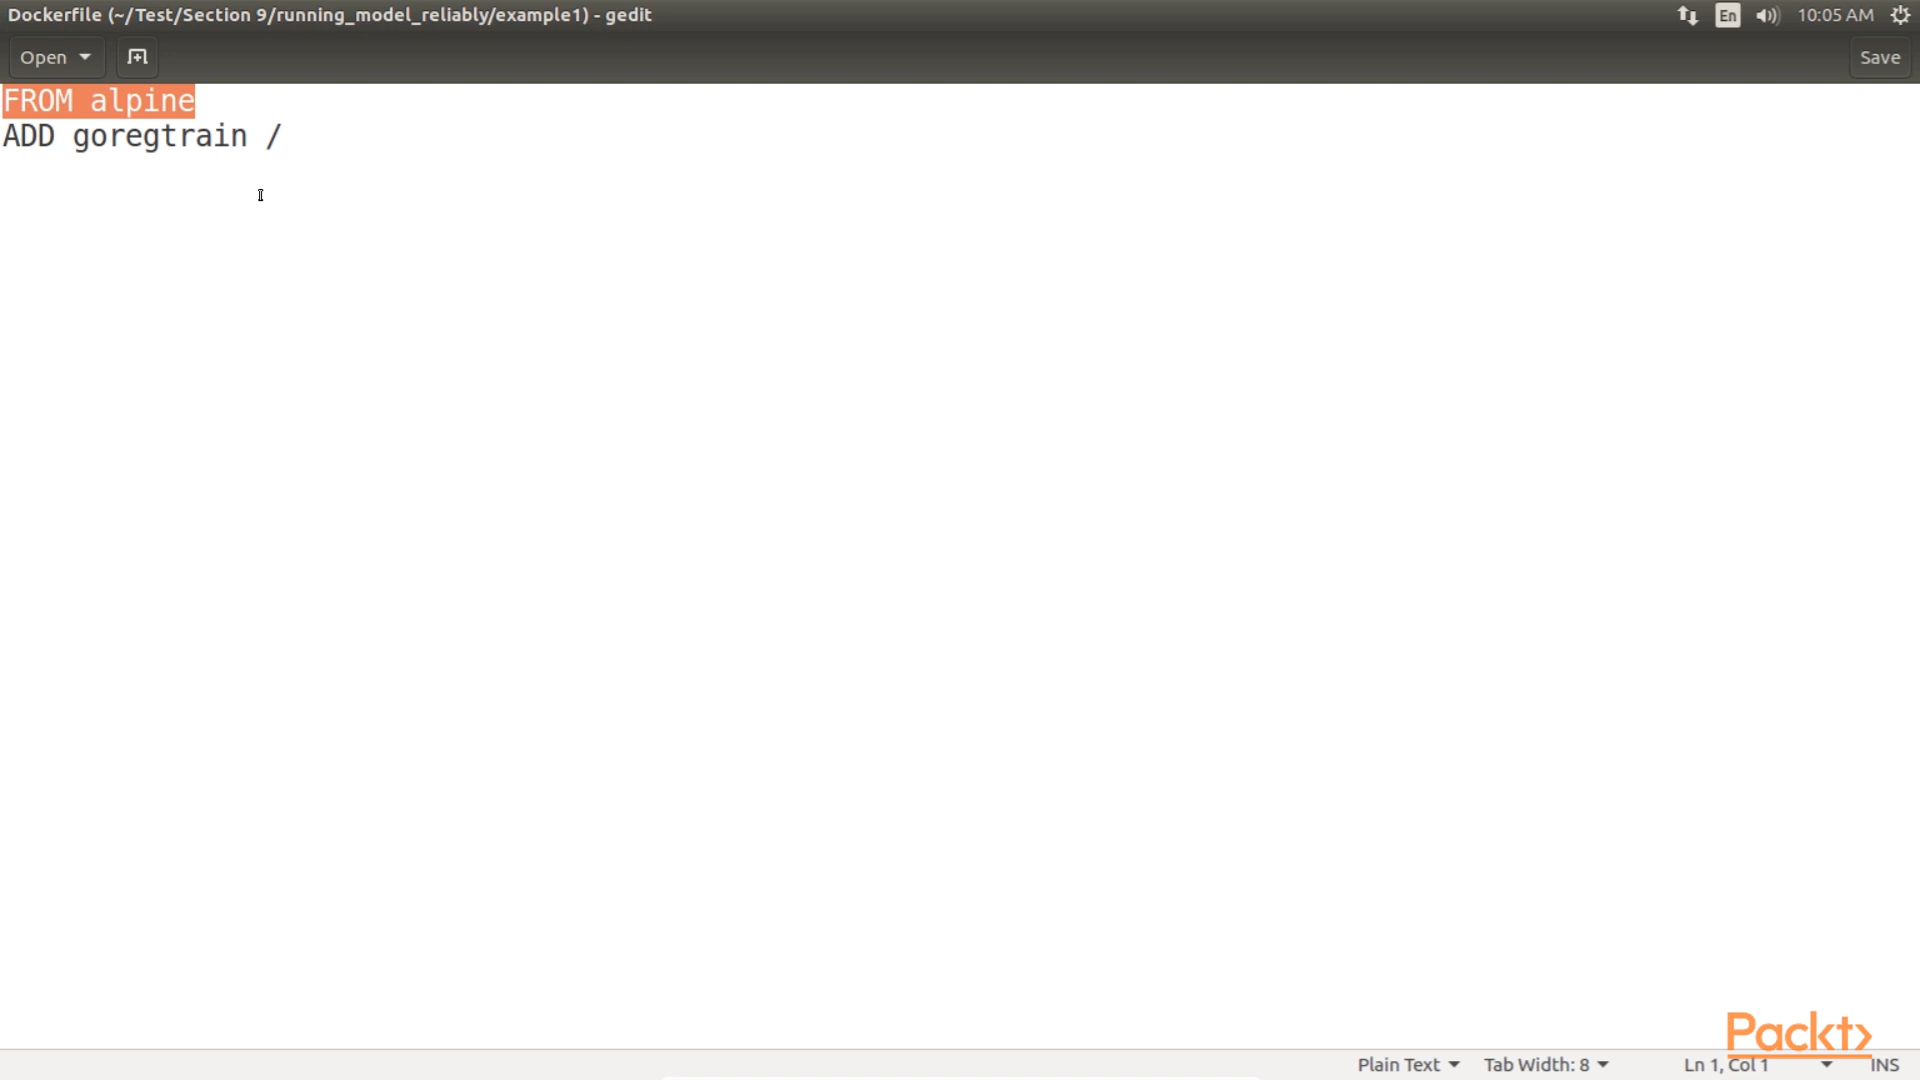 Dockerfile (~/Test/Section 9/running_model_reliably/example1) - gedit
En
10:05 AM
Open
Save
FROM alpine
ADD goregtrain /
Packt>
Plain Text
Tab Width: 8
Ln 1, Col 1
INS